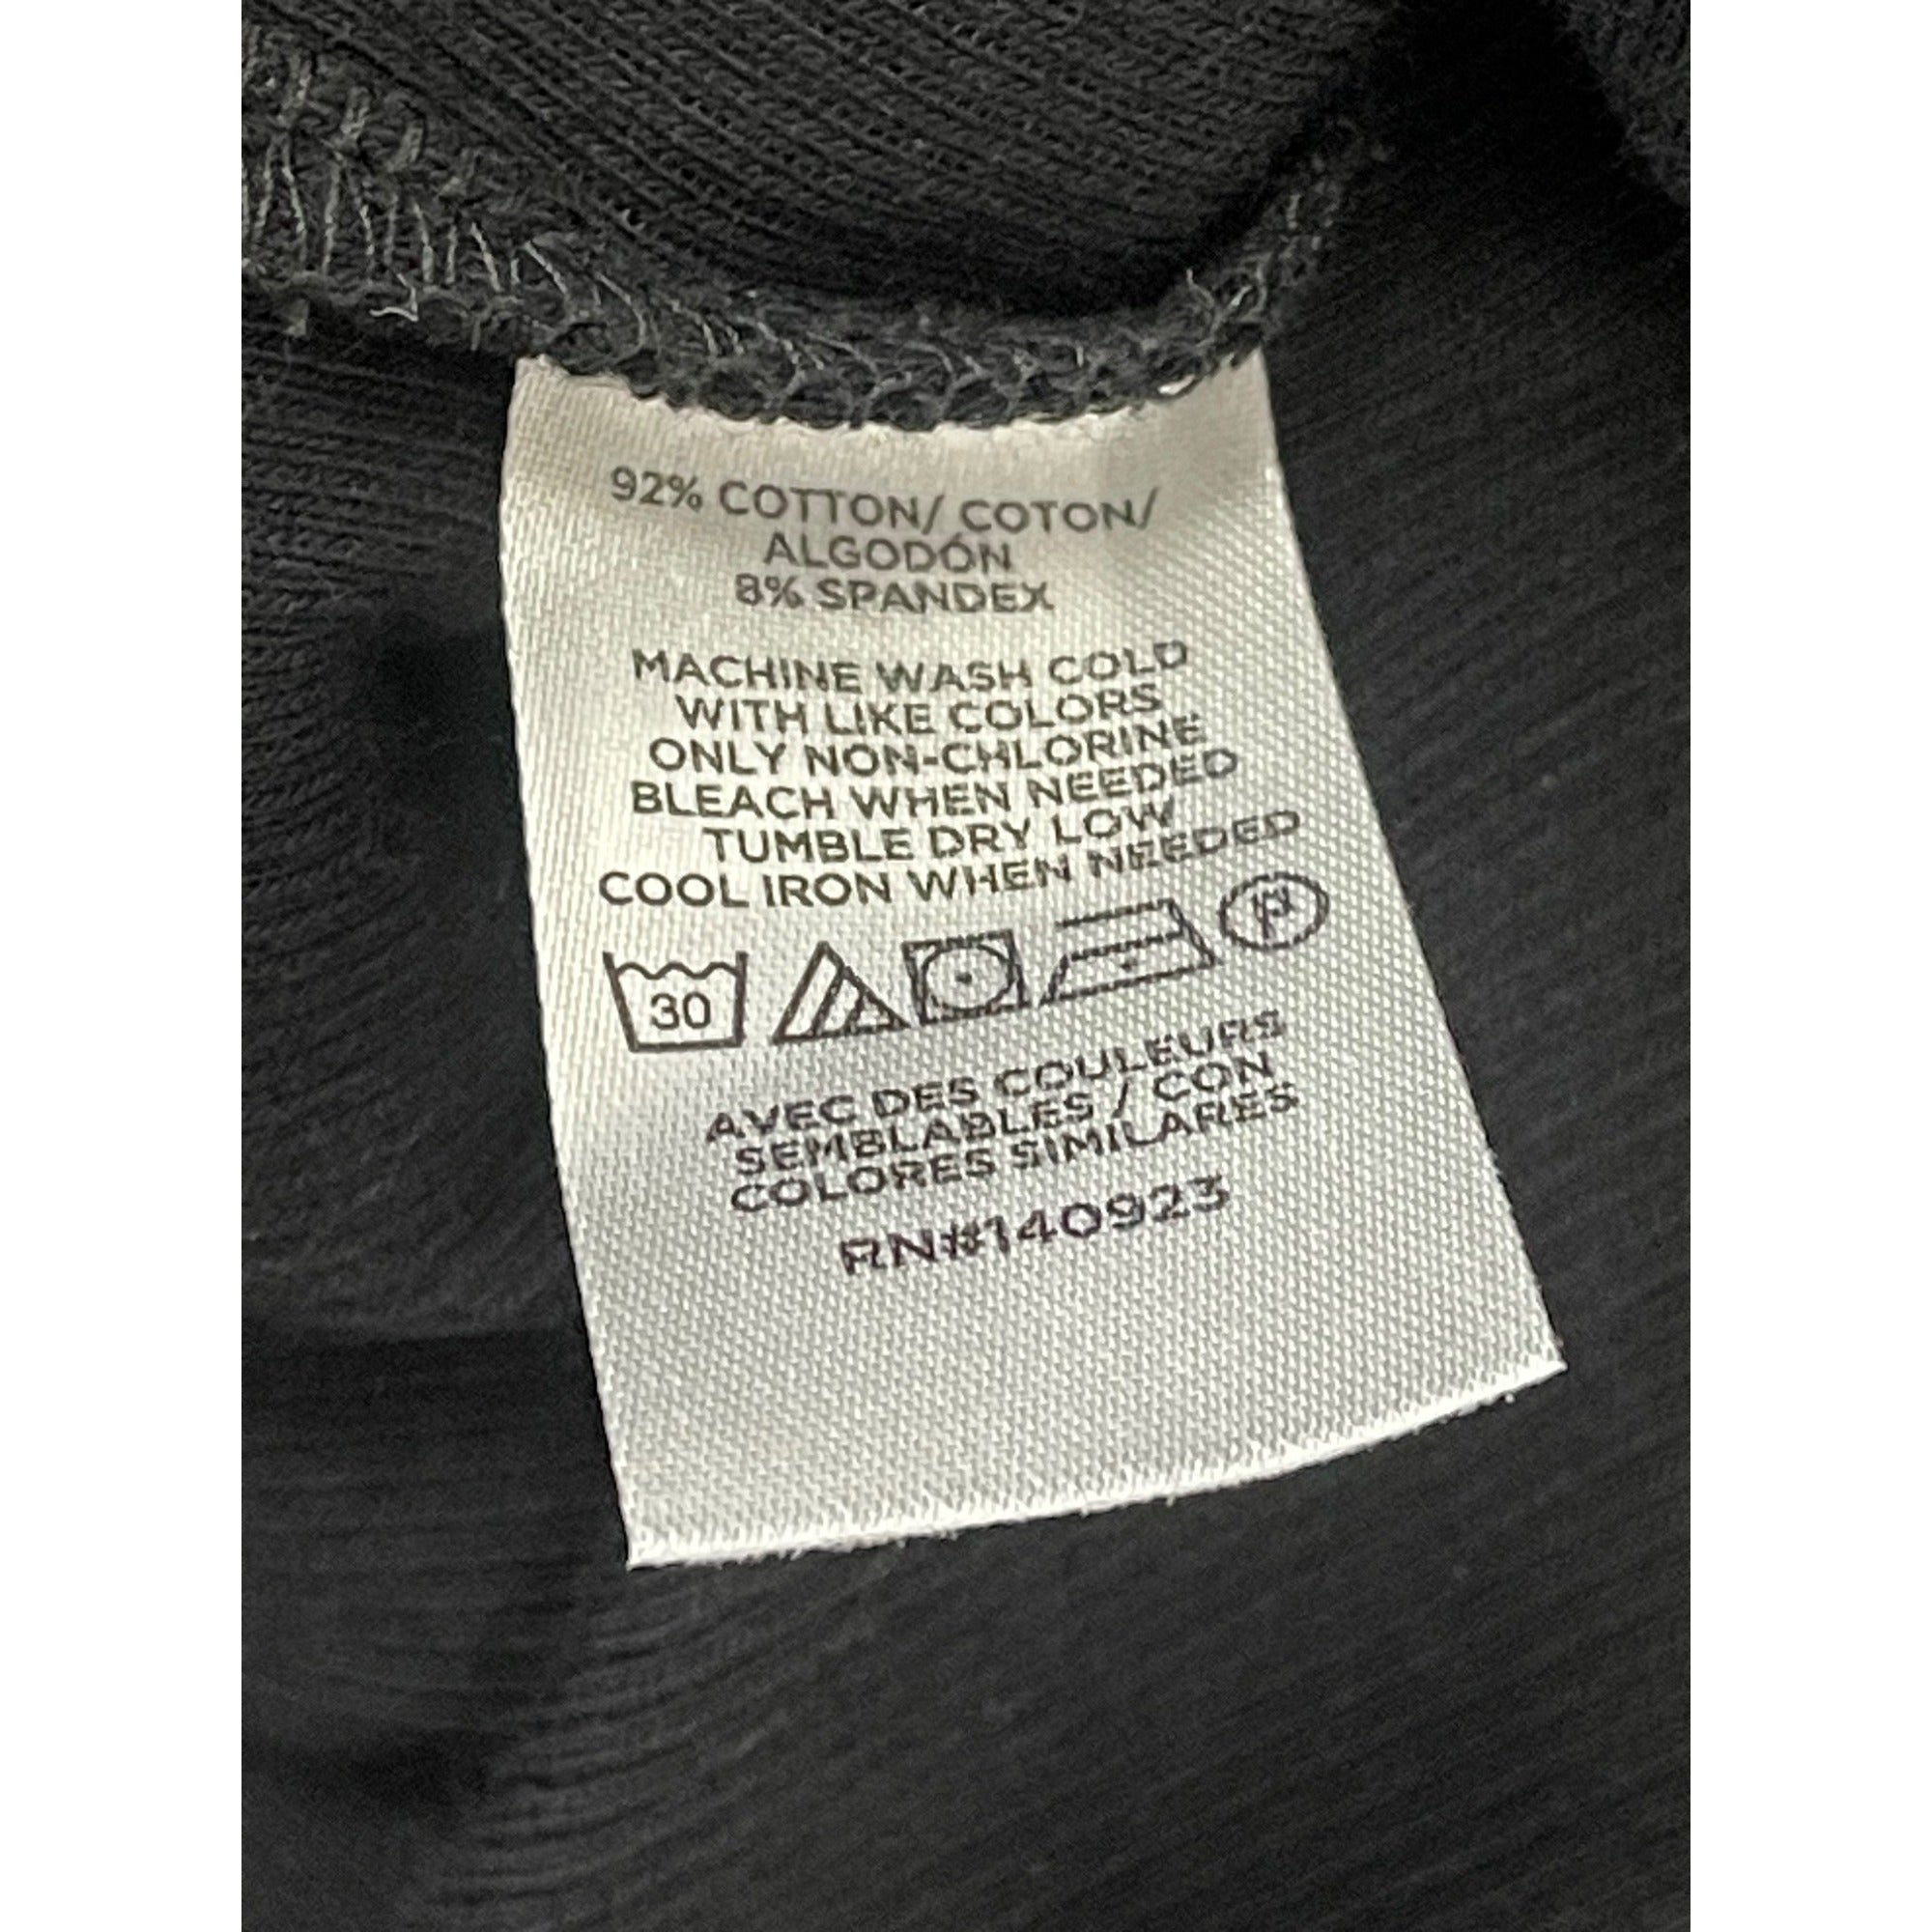 92% COTTON/ COTON/
ALGODÓN
8% SPANDEX
MACHINE WASH COLD
WITH LIKE COLORS
ONLY NON-CHLORINE
BLEACH WHEN NEEDED
TUMBLE DRY LOW
COOL IRON WHEN NEEDED
30 P
AVEC DES COULEURS
SEMBLABLES / CON
COLORES SIMILARES
RN#140923